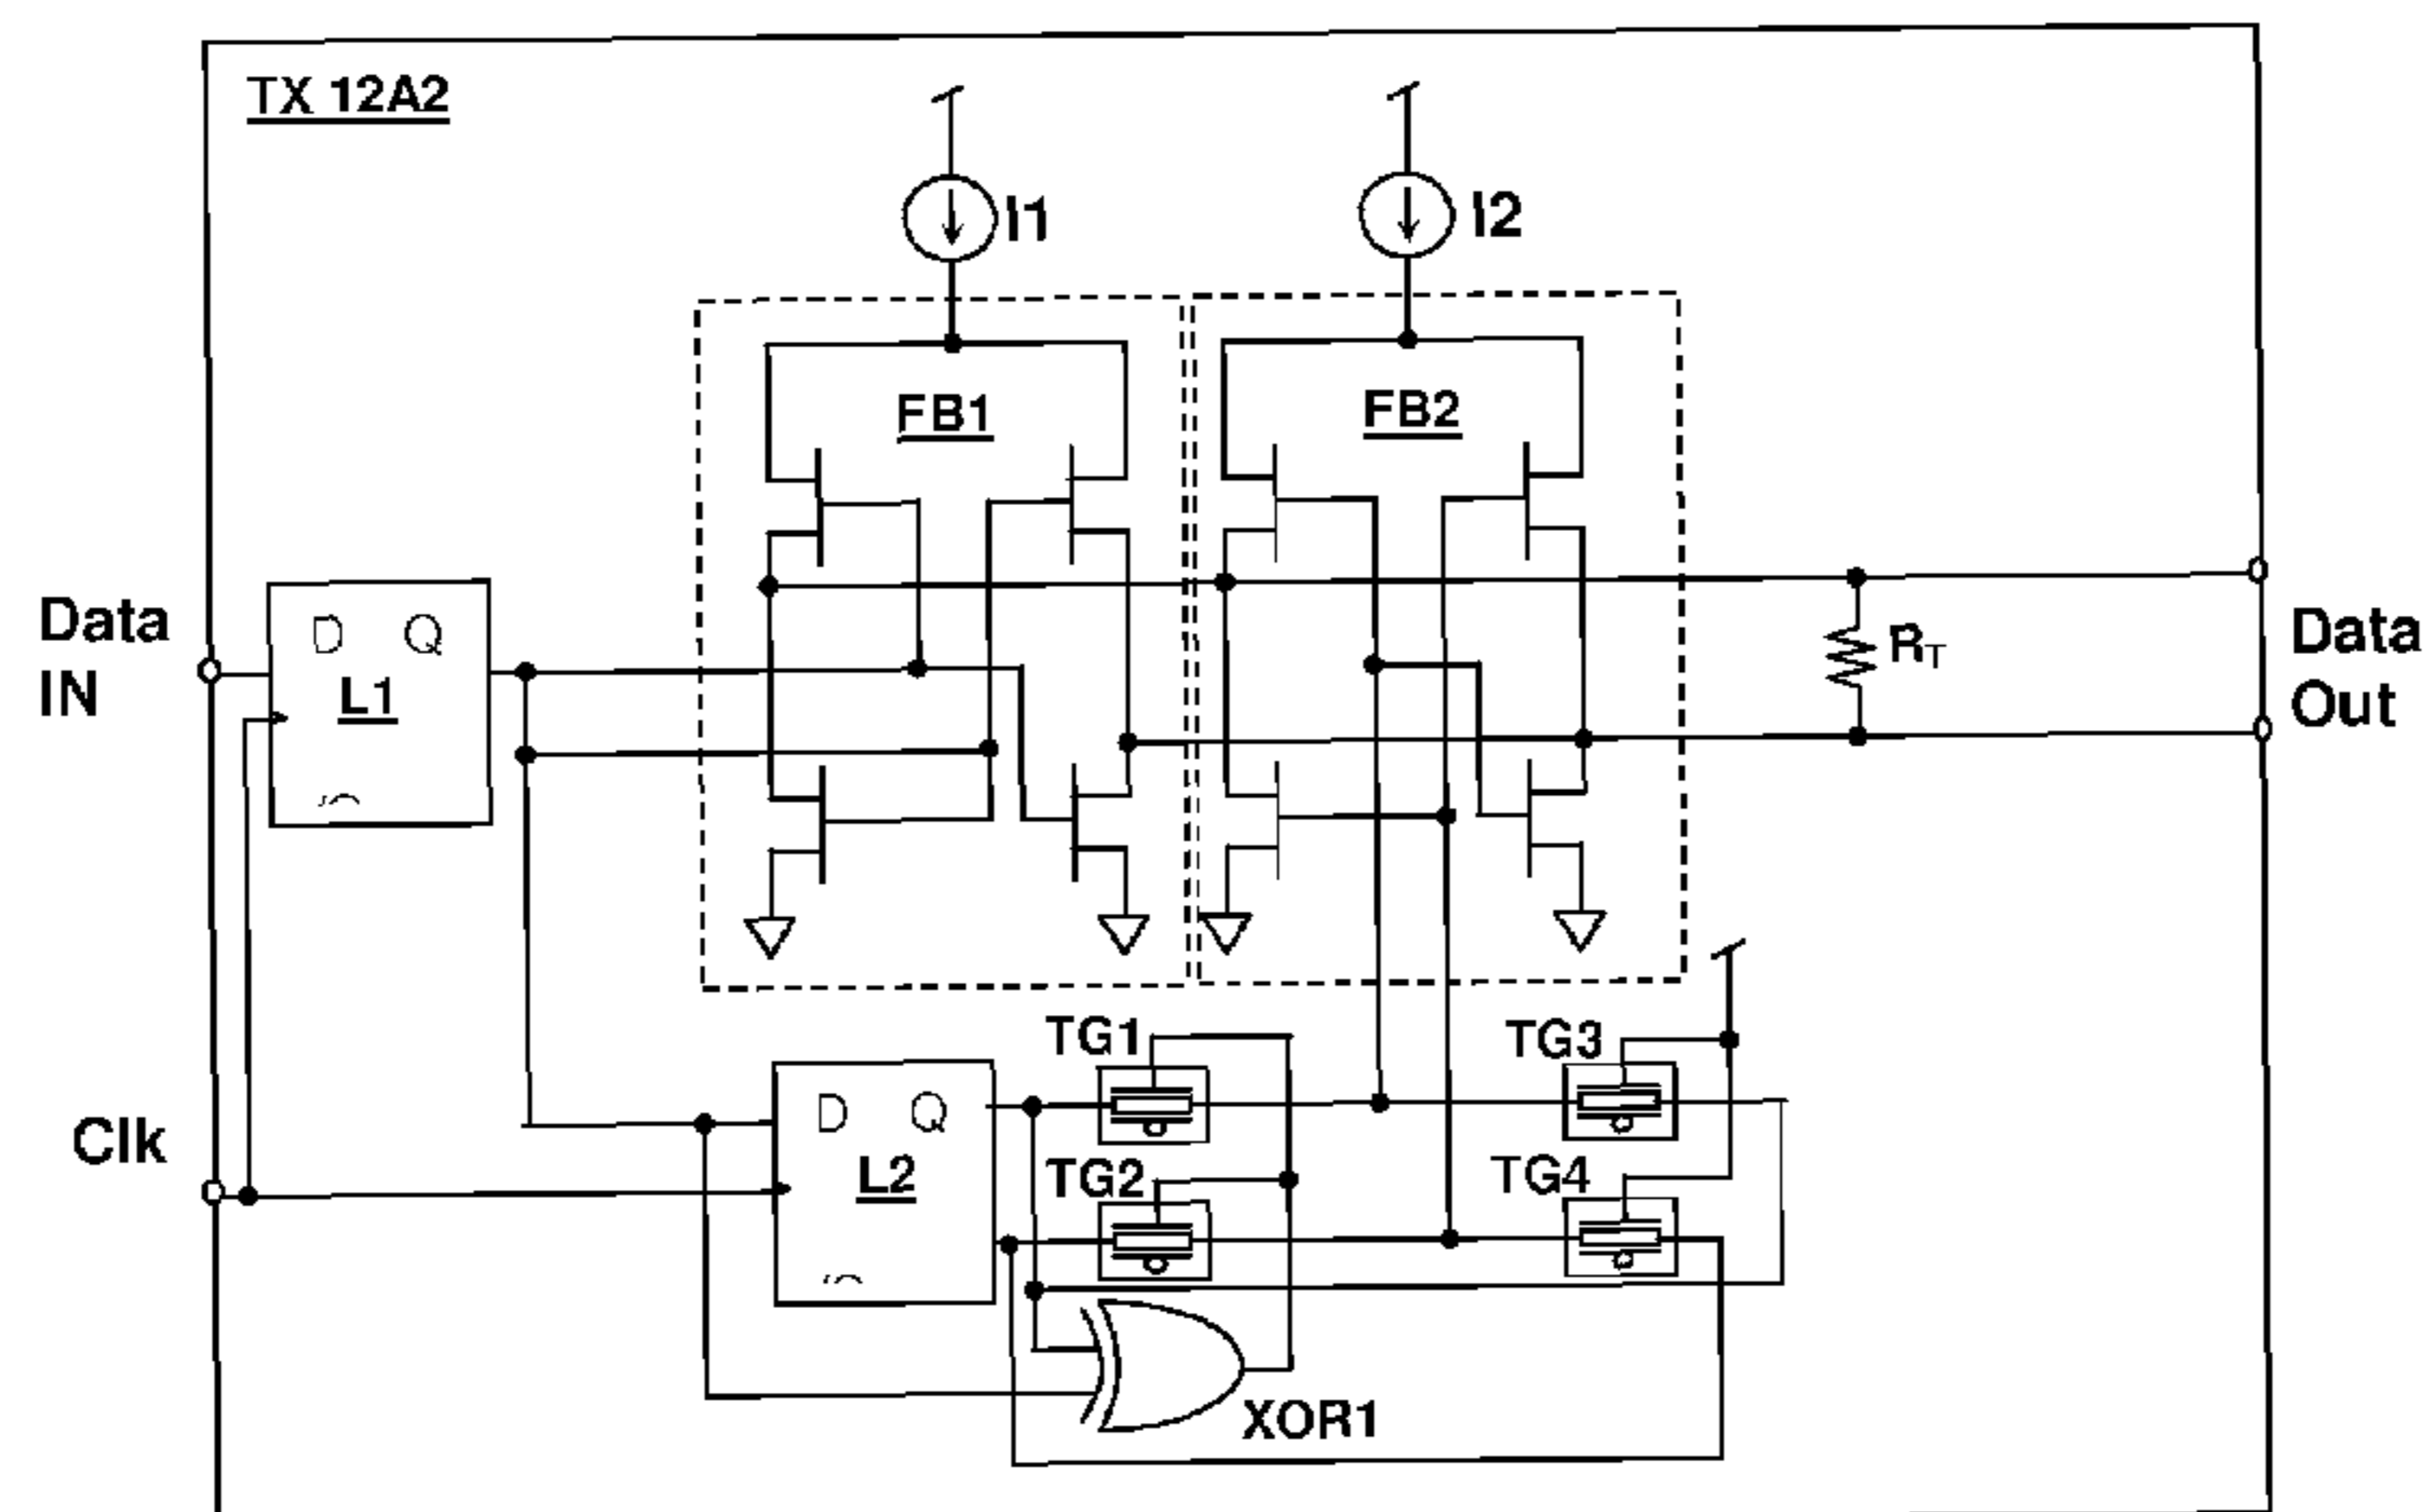 TX 12A2
I1
I2
FB1
FB2
Data
IN
D Q
L1
RT
Data
Out
Clk
TG1
TG3
D Q
L2
TG2
TG4
XOR1